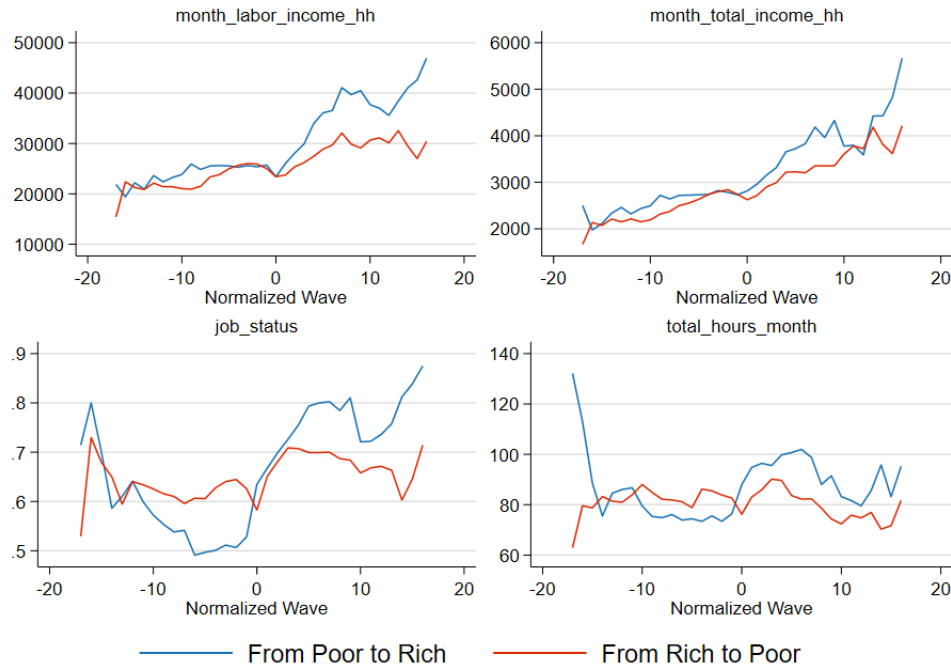 month_labor_income_hh
50000
40000
30000
20000
10000
-20 -10 0 10 20
Normalized Wave
month_total_income_hh
6000
5000
4000
3000
2000
-20 -10 0 10 20
Normalized Wave
job_status
.9
.8
.7
.6
.5
-20 -10 0 10 20
Normalized Wave
total_hours_month
140
120
100
80
60
-20 -10 0 10 20
Normalized Wave
From Poor to Rich From Rich to Poor